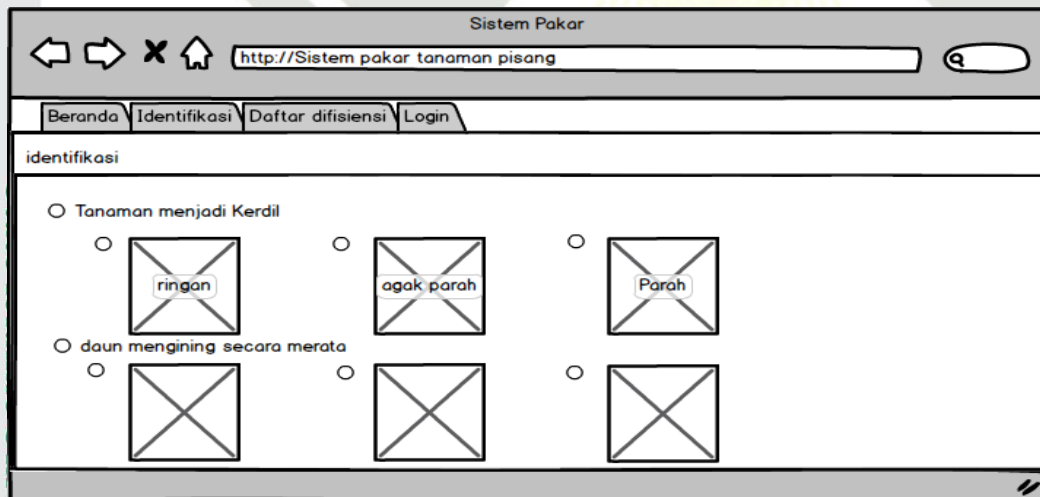 Sistem Pakar
http://Sistem pakar tanaman pisang
Beranda Identifikasi Daftar difisiensi Login
identifikasi
Tanaman menjadi Kerdil
ringan agak parah Parah
daun mengining secara merata